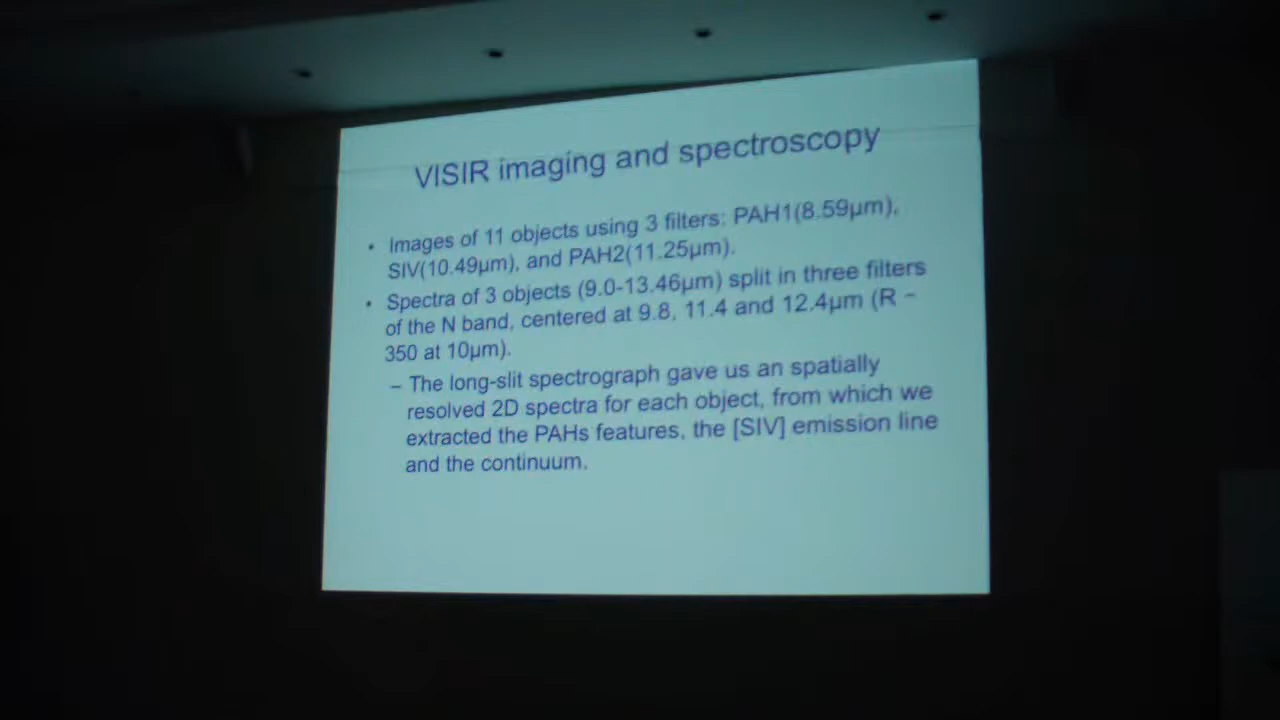 VISIR imaging and spectroscopy
• Images of 11 objects using 3 filters: PAH1(8.59µm),
SIV(10.49µm), and PAH2(11.25µm).
• Spectra of 3 objects (9.0-13.46µm) split in three filters
of the N band, centered at 9.8, 11.4 and 12.4µm (R ~
350 at 10µm).
– The long-slit spectrograph gave us an spatially
resolved 2D spectra for each object, from which we
extracted the PAHs features, the [SIV] emission line
and the continuum.